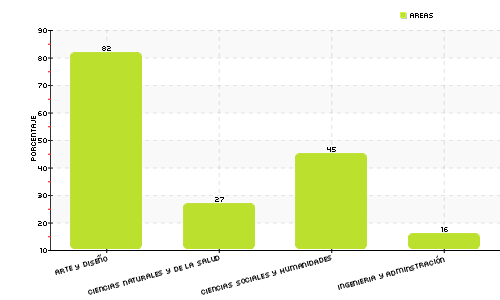 AREAS
PORCENTAJE
90
80
70
60
50
40
30
20
10
82
27
45
16
ARTE Y DISEÑO
CIENCIAS NATURALES Y DE LA SALUD
CIENCIAS SOCIALES Y HUMANIDADES
INGENIERIA Y ADMINSTRACIÓN